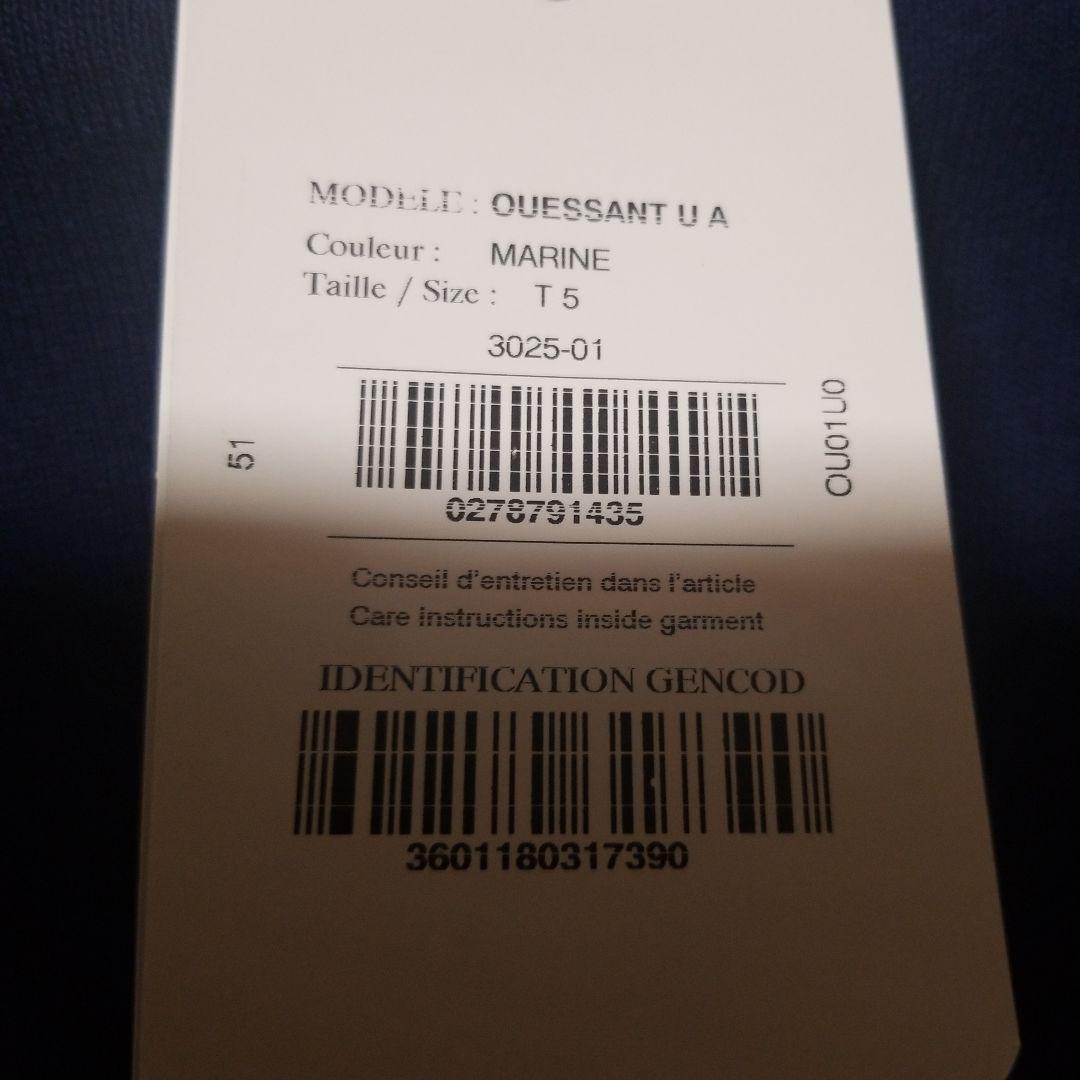 MODELE : OUESSANT U A
Couleur : MARINE
Taille / Size : T 5
3025-01
51
OU01U0
0278791435
Conseil d'entretien dans l'article
Care instructions inside garment
IDENTIFICATION GENCOD
3601180317390